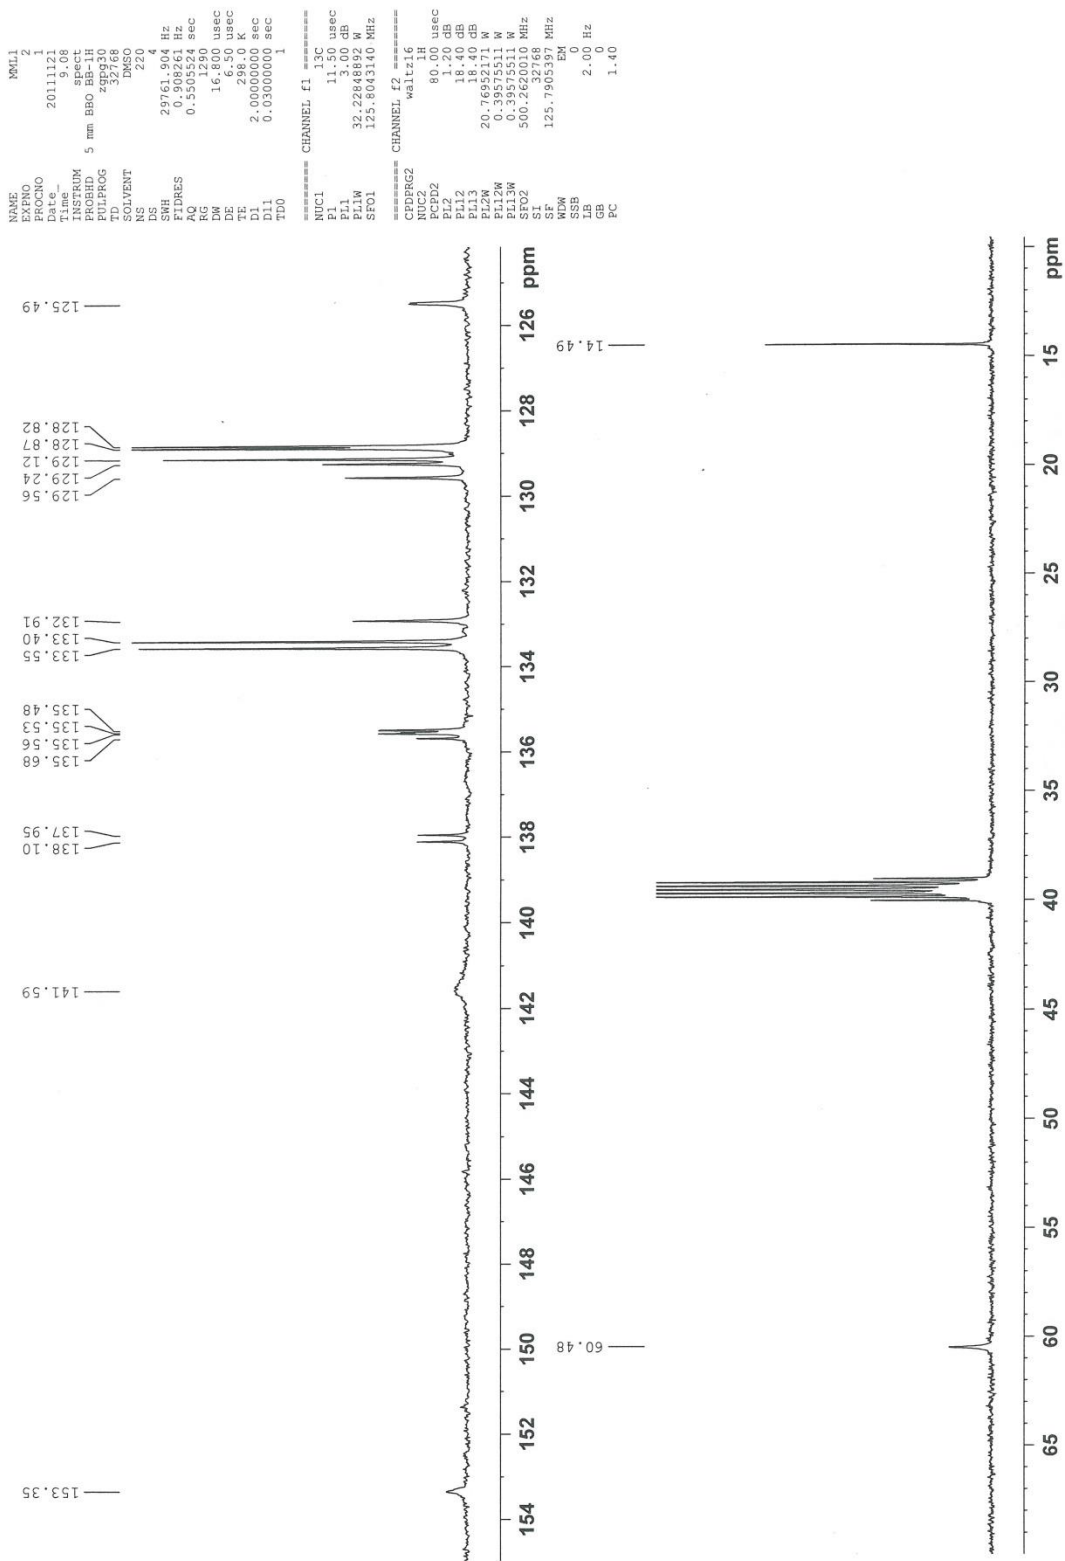 NAME MML1
EXPNO 2
PROCNO 1
Date_ 20111121
Time_ 9.08
INSTRUM spect
PROBHD 5 mm BBO BB-1H
PULPROG zgpg30
TD 32768
SOLVENT DMSO
NS 220
DS 4
SWH 29761.904 Hz
FIDRES 0.908261 Hz
AQ 0.5505524 sec
RG 1290
DW 16.800 usec
DE 6.50 usec
TE 298.0 K
D1 2.00000000 sec
D11 0.03000000 sec
TD0 1
======== CHANNEL f1 ========
NUC1 13C
P1 11.50 usec
PL1 3.00 dB
PL1W 32.22848892 W
SFO1 125.8043140 MHz
======== CHANNEL f2 ========
CPDPRG2 waltz16
NUC2 1H
PCPD2 80.00 usec
PL2 1.20 dB
PL12 18.40 dB
PL13 18.40 dB
PL2W 20.76952171 W
PL12W 0.39575511 W
PL13W 0.39575511 W
SFO2 500.2620010 MHz
SI 32768
SF 125.7905397 MHz
WDW EM
SSB 0
LB 2.00 Hz
GB 0
PC 1.40
153.35
141.59
138.10
137.95
135.68
135.56
135.53
135.48
133.55
133.40
132.91
129.56
129.24
129.12
128.87
128.82
125.49
154 152 150 148 146 144 142 140 138 136 134 132 130 128 126 ppm
60.48
14.49
65 60 55 50 45 40 35 30 25 20 15 ppm